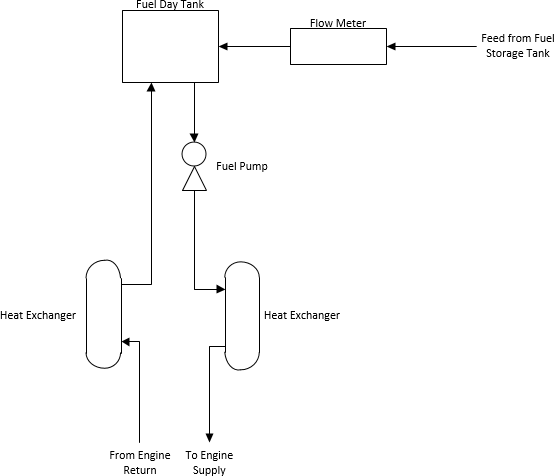 Fuel Day Tank
Flow Meter
Feed from Fuel
Storage Tank
Fuel Pump
Heat Exchanger
Heat Exchanger
From Engine
Return
To Engine
Supply